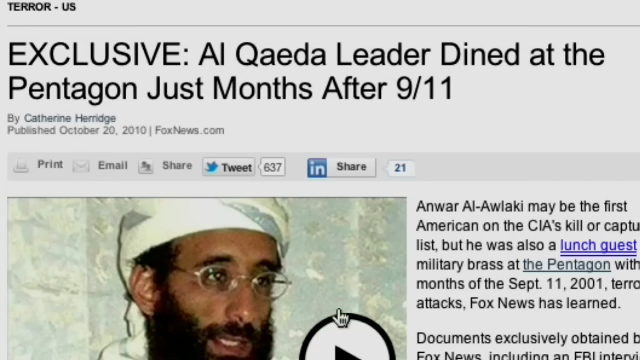 TERROR - US
EXCLUSIVE: Al Qaeda Leader Dined at the
Pentagon Just Months After 9/11
By Catherine Herridge
Published October 20, 2010 | FoxNews.com
Print Email Share Tweet 637 in Share 21
Anwar Al-Awlaki may be the first
American on the CIA's kill or captu
list, but he was also a lunch guest
military brass at the Pentagon with
months of the Sept. 11, 2001, terro
attacks, Fox News has learned.
Documents exclusively obtained b
Fox News, including an FBI intervi